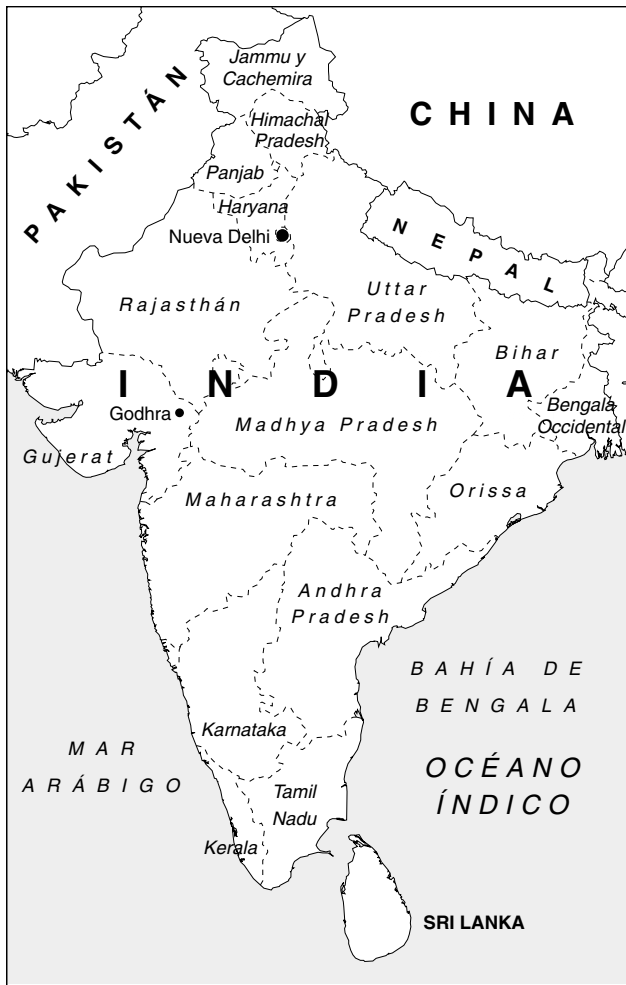 Jammu y
Cachemira
PAKISTÁN
CHINA
Himachal
Pradesh
Panjab
Haryana
Nueva Delhi
NEPAL
Rajasthán
Uttar
Pradesh
Bihar
INDIA
Godhra
Madhya Pradesh
Bengala
Occidental
Gujerat
Maharashtra
Orissa
Andhra
Pradesh
BAHÍA DE
BENGALA
Karnataka
MAR
ARÁBIGO
OCÉANO
ÍNDICO
Tamil
Nadu
Kerala
SRI LANKA